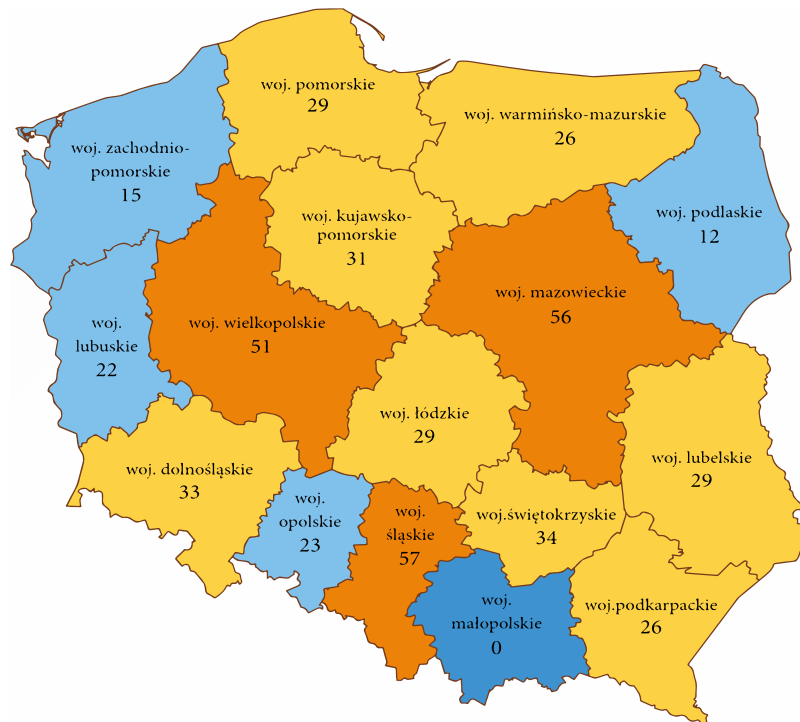 woj. pomorskie
29
woj. warmińsko-mazurskie
26
woj. zachodnio-
pomorskie
15
woj. podlaskie
12
woj. kujawsko-
pomorskie
31
woj. mazowieckie
56
woj. wielkopolskie
51
woj.
lubuskie
22
woj. łódzkie
29
woj. lubelskie
29
woj. dolnośląskie
33
woj.
opolskie
23
woj.
śląskie
57
woj.świętokrzyskie
34
woj.
małopolskie
0
woj.podkarpackie
26